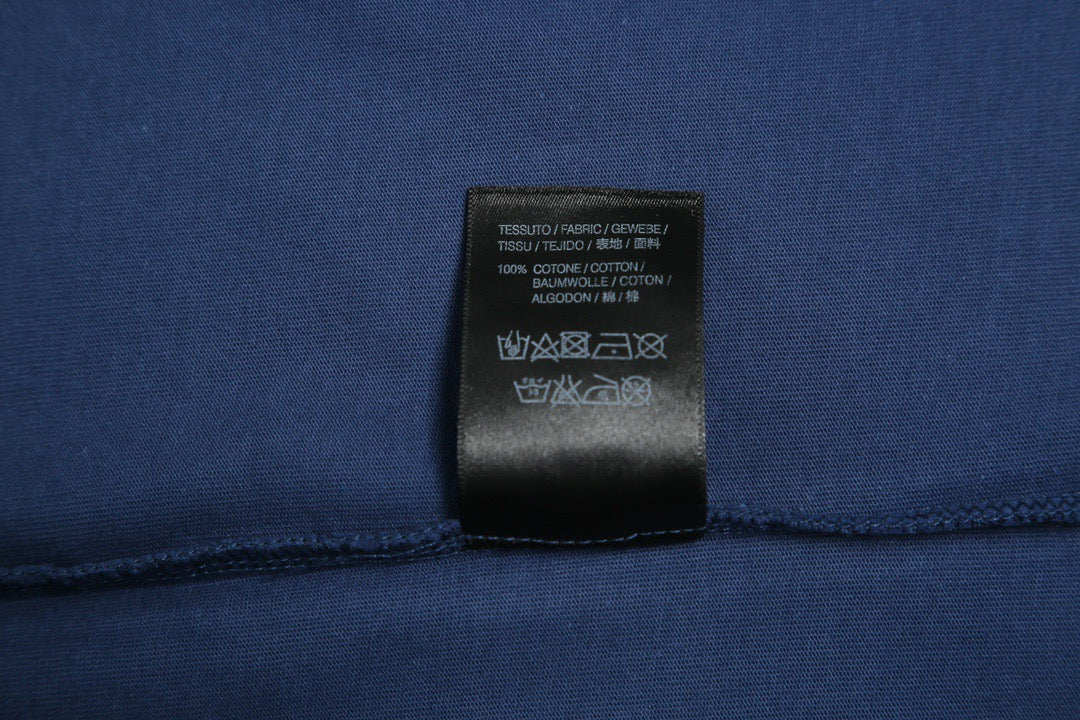 TESSUTO / FABRIC / GEWEBE /
TISSU / TEJIDO / 表地 / 面料
100% COTONE / COTTON /
BAUMWOLLE / COTON /
ALGODON / 綿 / 棉